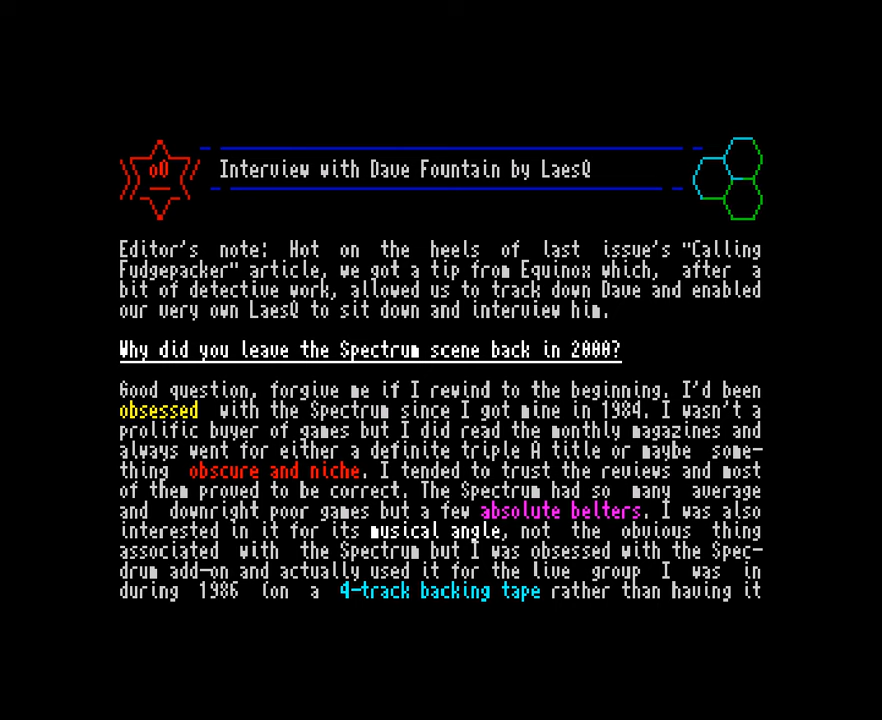 Interview with Dave Fountain by LaesQ
Editor's note: Hot on the heels of last issue's "Calling
Fudgepacker" article, we got a tip from Equinox which, after a
bit of detective work, allowed us to track down Dave and enabled
our very own LaesQ to sit down and interview him.
Why did you leave the Spectrum scene back in 2000?
Good question, forgive me if I rewind to the beginning. I'd been
obsessed with the Spectrum since I got mine in 1984. I wasn't a
prolific buyer of games but I did read the monthly magazines and
always went for either a definite triple A title or maybe some-
thing obscure and niche. I tended to trust the reviews and most
of them proved to be correct. The Spectrum had so many average
and downright poor games but a few absolute belters. I was also
interested in it for its musical angle, not the obvious thing
associated with the Spectrum but I was obsessed with the Spec-
drum add-on and actually used it for the live group I was in
during 1986 (on a 4-track backing tape rather than having it